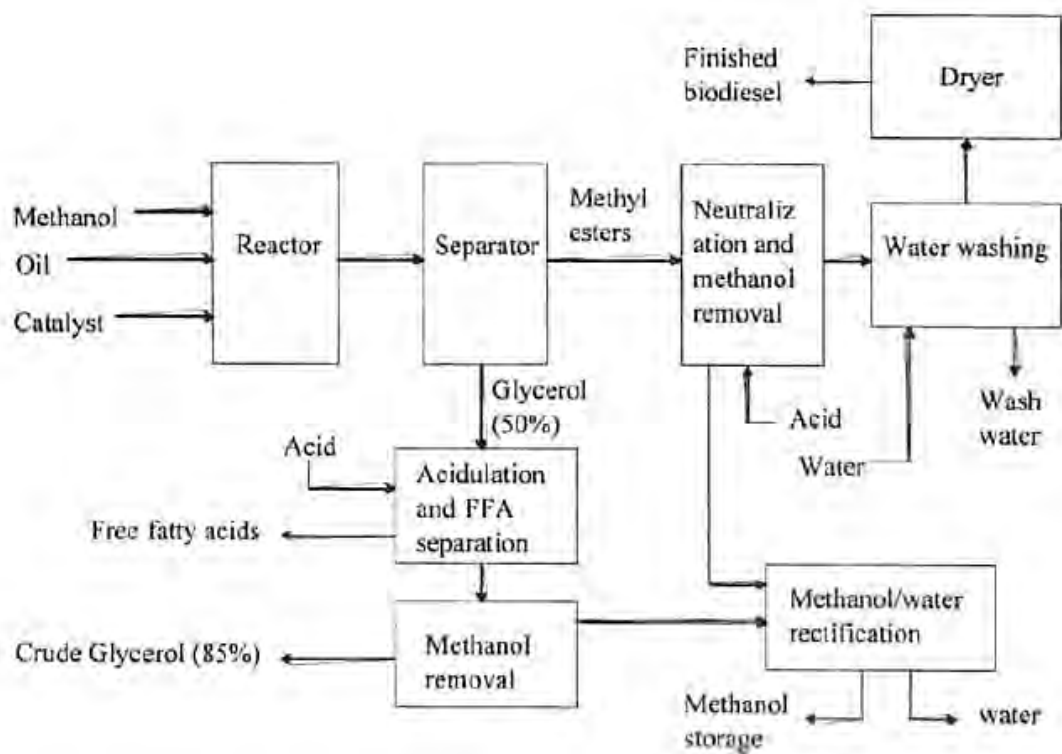 Finished
biodiesel
Dryer
Methanol
Oil
Catalyst
Reactor
Separator
Methyl
esters
Neutraliz
ation and
methanol
removal
Water washing
Glycerol
(50%)
Acid
Water
Wash
water
Acid
Free fatty acids
Acidulation
and FFA
separation
Crude Glycerol (85%)
Methanol
removal
Methanol/water
rectification
Methanol
storage
water